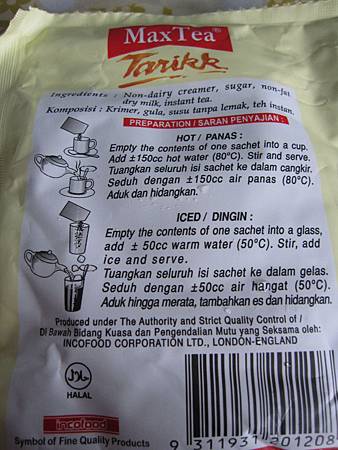 MaxTea®
Tarikk
Ingredients : Non-dairy creamer, sugar, non-fat
dry milk, instant tea.
Komposisi : Krimer, gula, susu tanpa lemak, teh instan.
PREPARATION / SARAN PENYAJIAN :
HOT / PANAS :
Empty the contents of one sachet into a cup.
Add ±150cc hot water (80°C). Stir and serve.
Tuangkan seluruh isi sachet ke dalam cangkir.
Seduh dengan ±150cc air panas (80°C).
Aduk dan hidangkan.
ICED / DINGIN :
Empty the contents of one sachet into a glass,
add ± 50cc warm water (50°C). Stir, add
ice and serve.
Tuangkan seluruh isi sachet ke dalam gelas.
Seduh dengan ±50cc air hangat (50°C).
Aduk hingga merata, tambahkan es dan hidangkan.
Produced under The Authority and Strict Quality Control of /
Di Bawah Bidang Kuasa dan Pengendalian Mutu yang Seksama oleh:
INCOFOOD CORPORATION LTD., LONDON-ENGLAND
حلال
HALAL
incofood
Symbol of Fine Quality Products
9 311931 201208